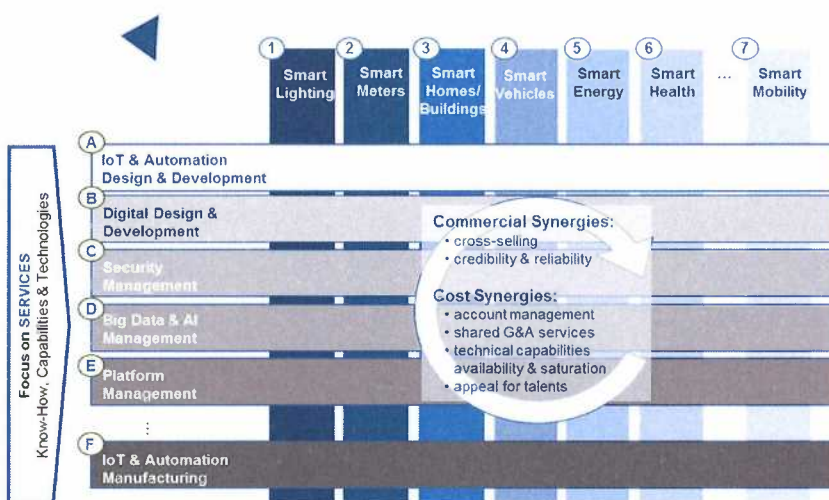 1
2
3
4
5
6
7
Smart
Lighting
Smart
Meters
Smart
Homes/
Buildings
Smart
Vehicles
Smart
Energy
Smart
Health
...
Smart
Mobility
Focus on SERVICES
Know-How, Capabilities & Technologies
A
IoT & Automation
Design & Development
B
Digital Design &
Development
C
Security
Management
D
Big Data & AI
Management
E
Platform
Management
...
F
IoT & Automation
Manufacturing
Commercial Synergies:
• cross-selling
• credibility & reliability
Cost Synergies:
• account management
• shared G&A services
• technical capabilities
availability & saturation
• appeal for talents